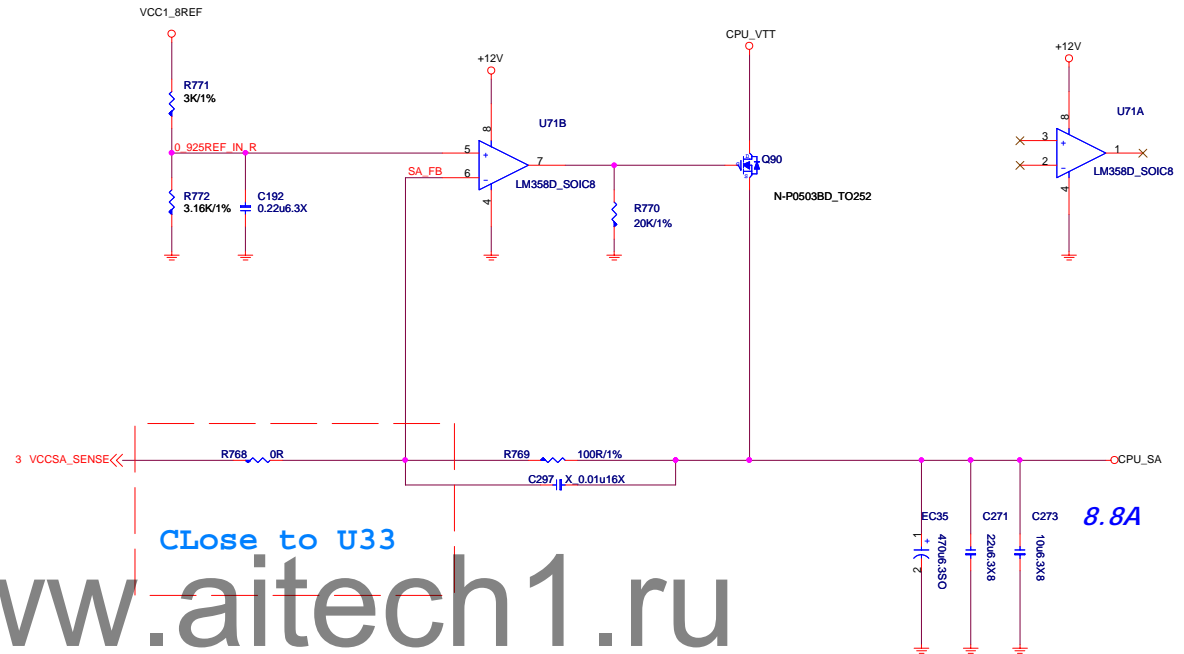 VCC1_8REF
R771
3K/1%
0_925REF_IN_R
R772
3.16K/1%
C192
0.22u6.3X
+12V
8
U71B
5
+
7
SA_FB
6
-
LM358D_SOIC8
4
R770
20K/1%
CPU_VTT
Q90
N-P0503BD_TO252
+12V
8
U71A
3
+
1
2
-
LM358D_SOIC8
4
3 VCCSA_SENSE
R768
0R
R769
100R/1%
C297
X_0.01u16X
CPU_SA
8.8A
EC35
1
+
2
470u6.3SO
C271
22u6.3X8
C273
10u6.3X8
CLose to U33
ww.aitech1.ru